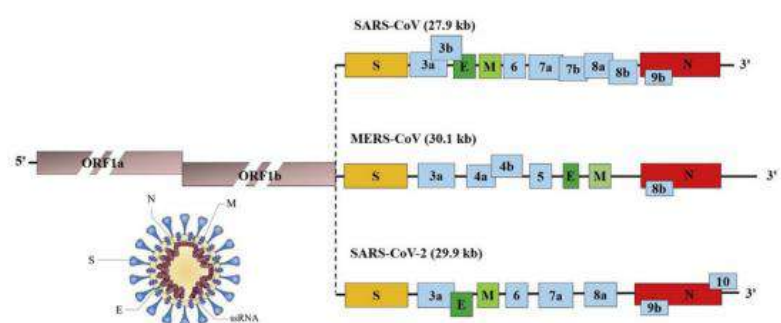 SARS-CoV (27.9 kb)
S 3a 3b E M 6 7a 7b 8a 8b 9b N 3'
MERS-CoV (30.1 kb)
5' ORF1a ORF1b
S 3a 4a 4b 5 E M 8b N 3'
N M
S
E ssRNA
SARS-CoV-2 (29.9 kb)
S 3a E M 6 7a 8a 9b N 10 3'